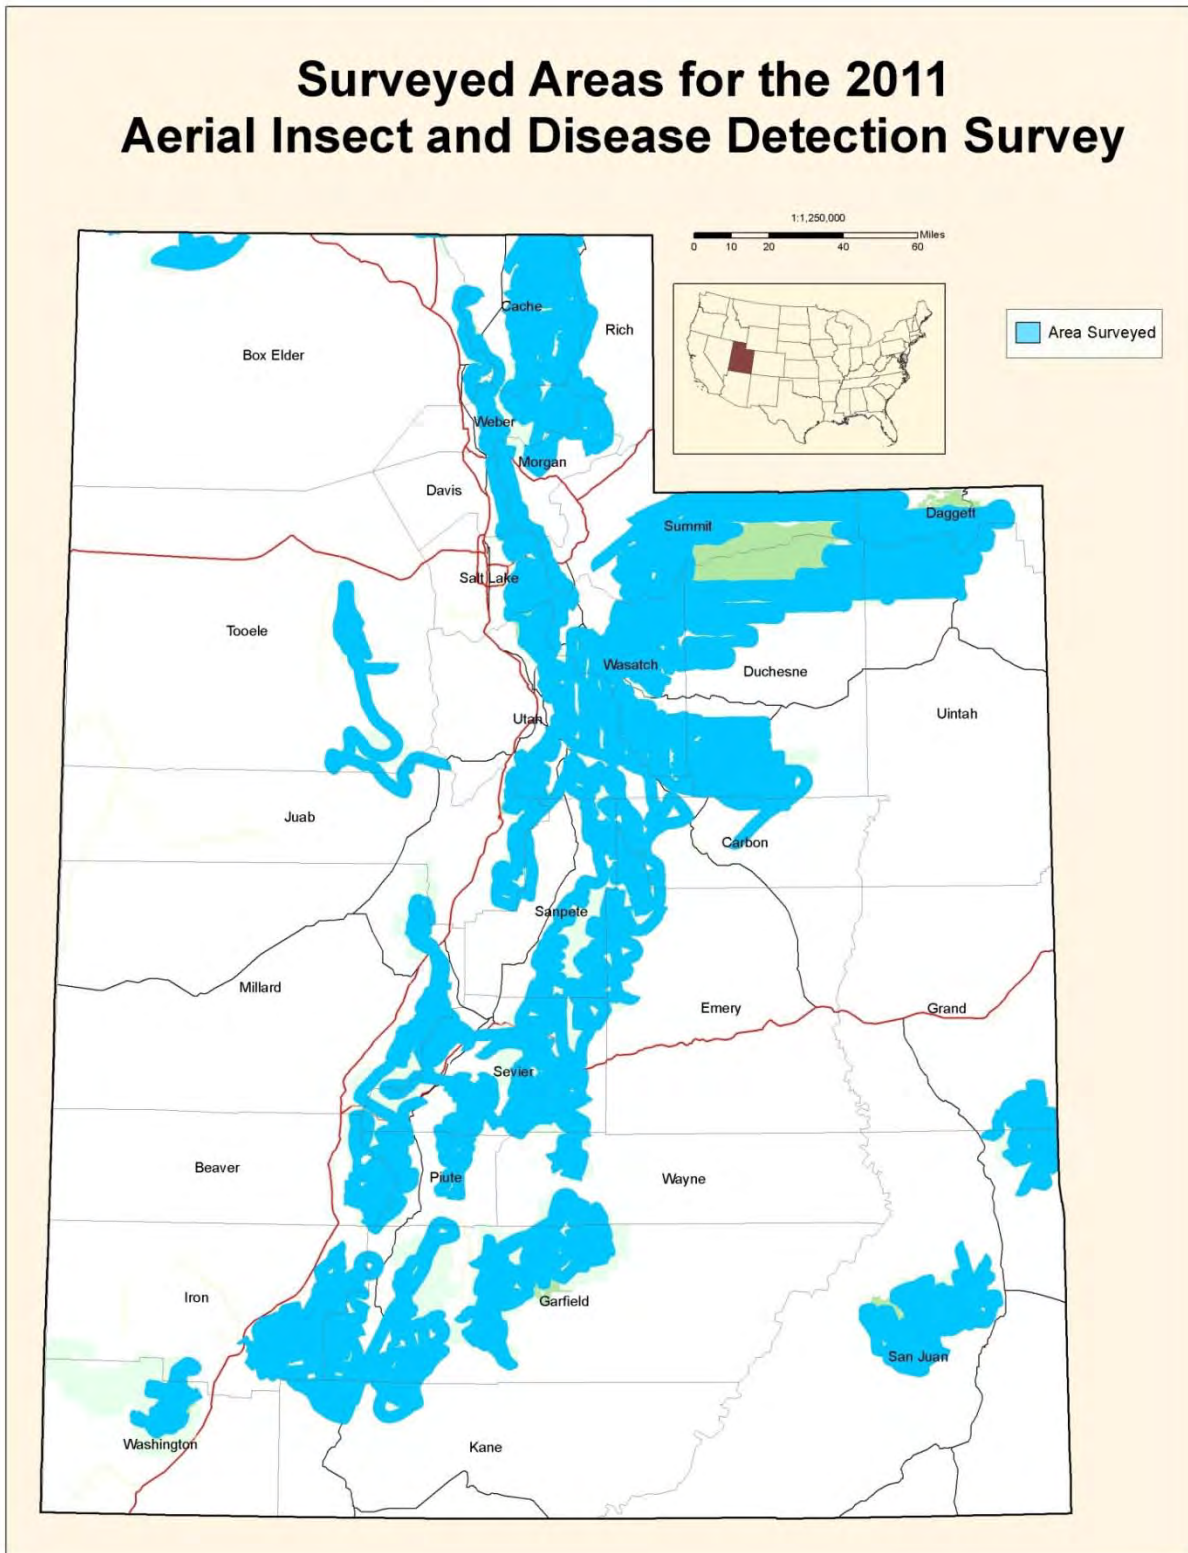 Surveyed Areas for the 2011
Aerial Insect and Disease Detection Survey
1:1,250,000
Miles
0 10 20 40 60
Area Surveyed
Cache
Rich
Box Elder
Weber
Morgan
Davis
Summit
Daggett
Salt Lake
Tooele
Wasatch
Duchesne
Utah
Uintah
Juab
Carbon
Sanpete
Millard
Emery
Grand
Sevier
Beaver
Piute
Wayne
Iron
Garfield
San Juan
Washington
Kane